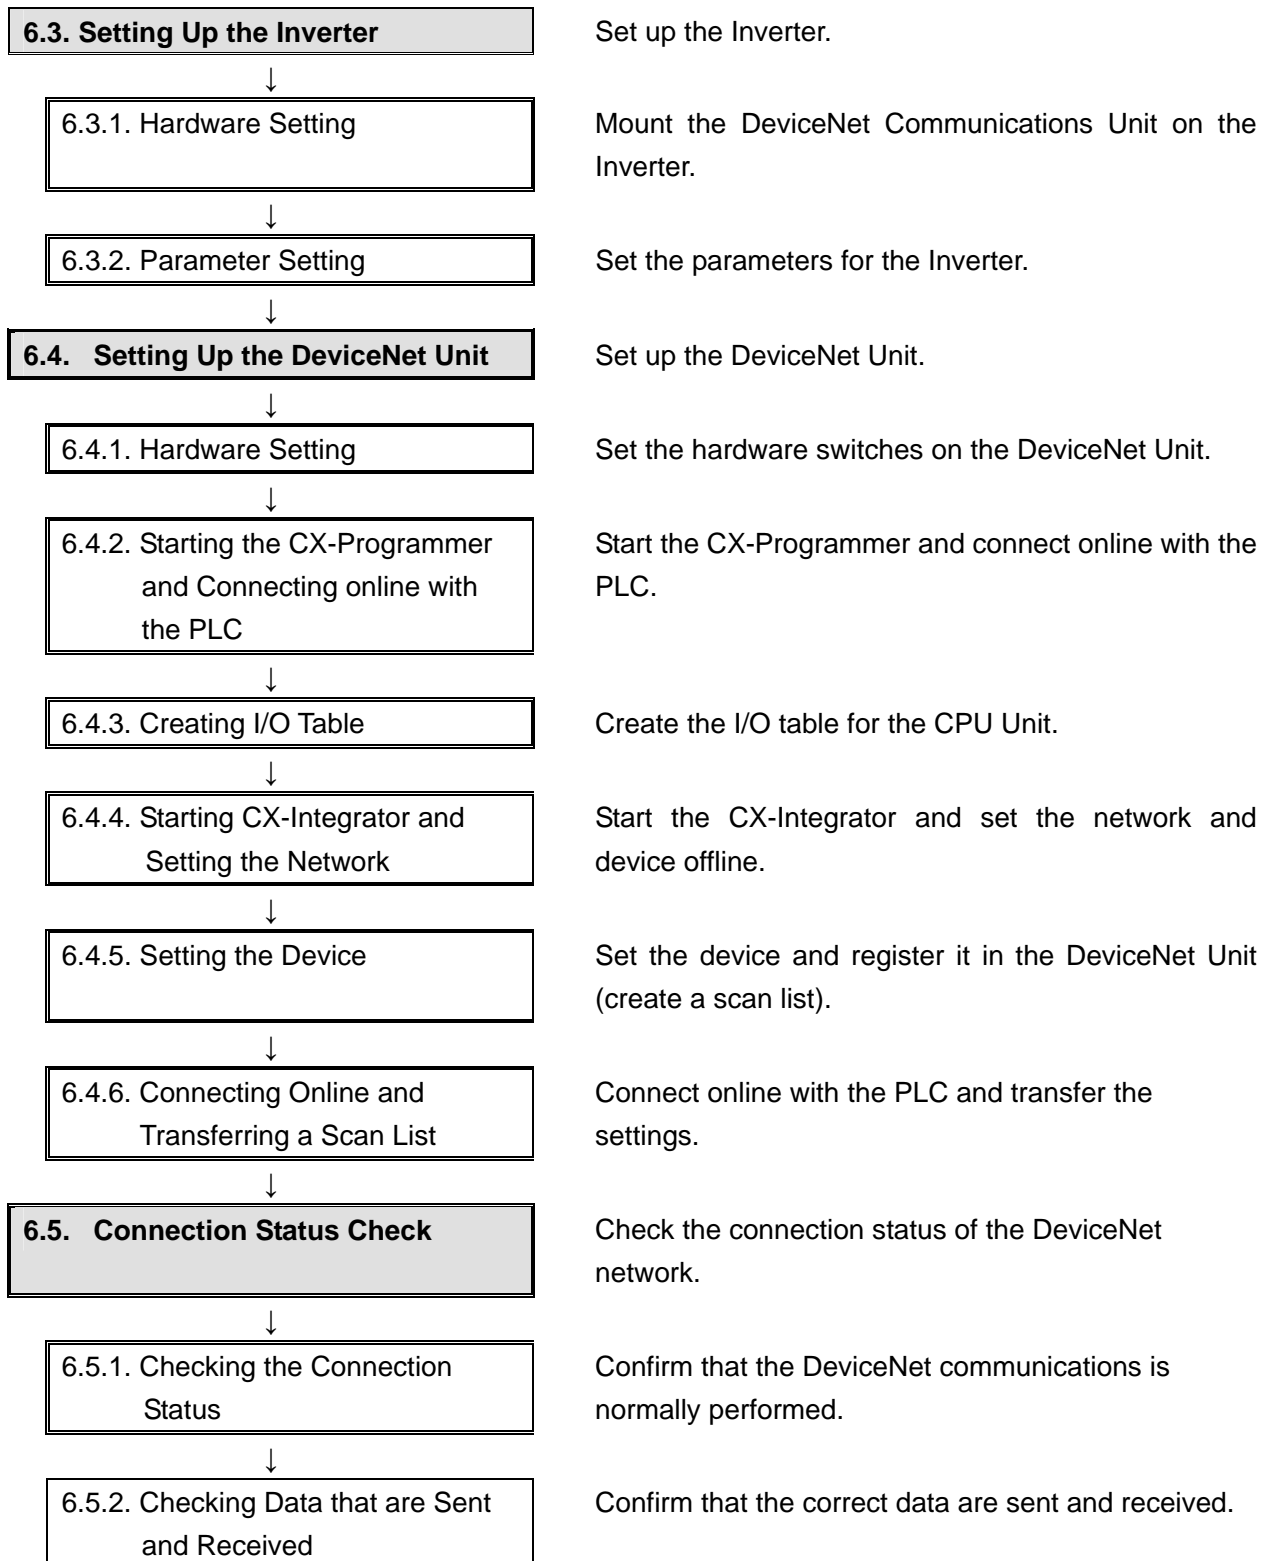 6.3. Setting Up the Inverter
Set up the Inverter.
↓
6.3.1. Hardware Setting
Mount the DeviceNet Communications Unit on the
Inverter.
↓
6.3.2. Parameter Setting
Set the parameters for the Inverter.
↓
6.4. Setting Up the DeviceNet Unit
Set up the DeviceNet Unit.
↓
6.4.1. Hardware Setting
Set the hardware switches on the DeviceNet Unit.
↓
6.4.2. Starting the CX-Programmer
and Connecting online with
the PLC
Start the CX-Programmer and connect online with the
PLC.
↓
6.4.3. Creating I/O Table
Create the I/O table for the CPU Unit.
↓
6.4.4. Starting CX-Integrator and
Setting the Network
Start the CX-Integrator and set the network and
device offline.
↓
6.4.5. Setting the Device
Set the device and register it in the DeviceNet Unit
(create a scan list).
↓
6.4.6. Connecting Online and
Transferring a Scan List
Connect online with the PLC and transfer the
settings.
↓
6.5. Connection Status Check
Check the connection status of the DeviceNet
network.
↓
6.5.1. Checking the Connection
Status
Confirm that the DeviceNet communications is
normally performed.
↓
6.5.2. Checking Data that are Sent
and Received
Confirm that the correct data are sent and received.